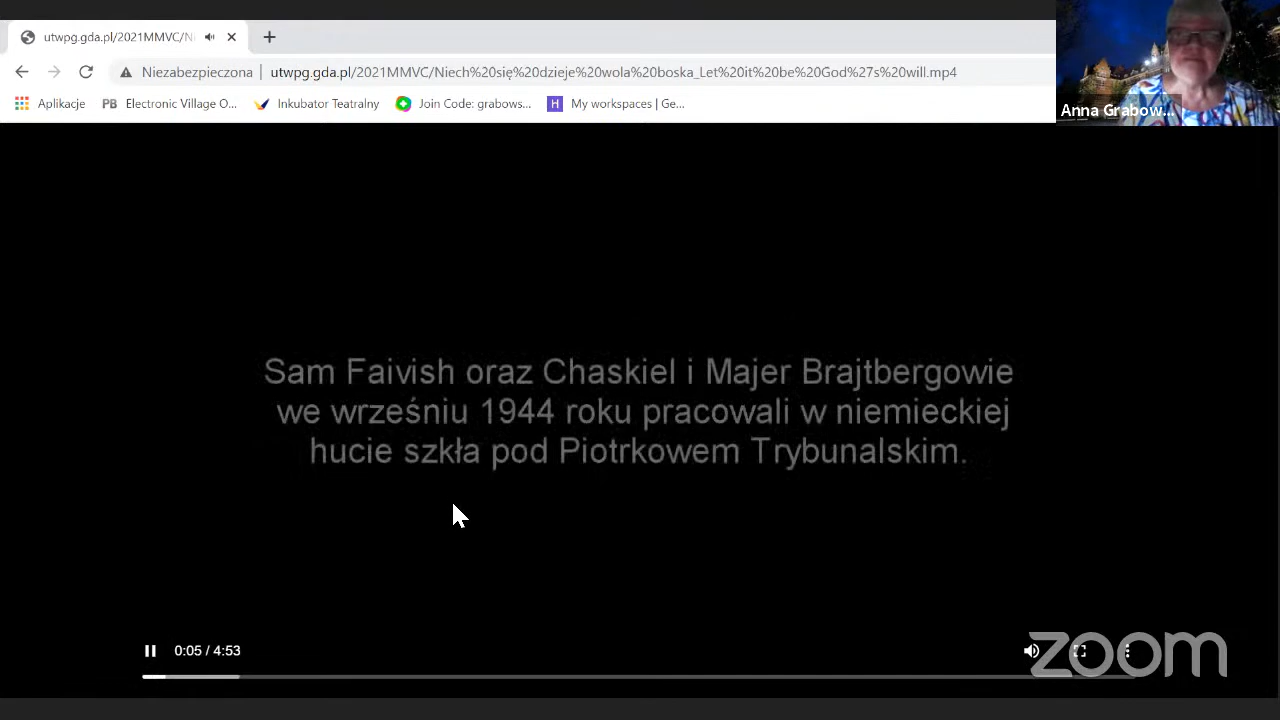 utwpg.gda.pl/2021MMVC/Ni
Niezabezpieczona | utwpg.gda.pl/2021MMVC/Niech%20się%20dzieje%20wola%20boska_Let%20it%20be%20God%27s%20will.mp4
Aplikacje PB Electronic Village O... Inkubator Teatralny Join Code: grabows... H My workspaces | Ge...
Anna Grabow...
Sam Faivish oraz Chaskiel i Majer Brajtbergowie
we wrześniu 1944 roku pracowali w niemieckiej
hucie szkła pod Piotrkowem Trybunalskim.
0:05 / 4:53
zoom